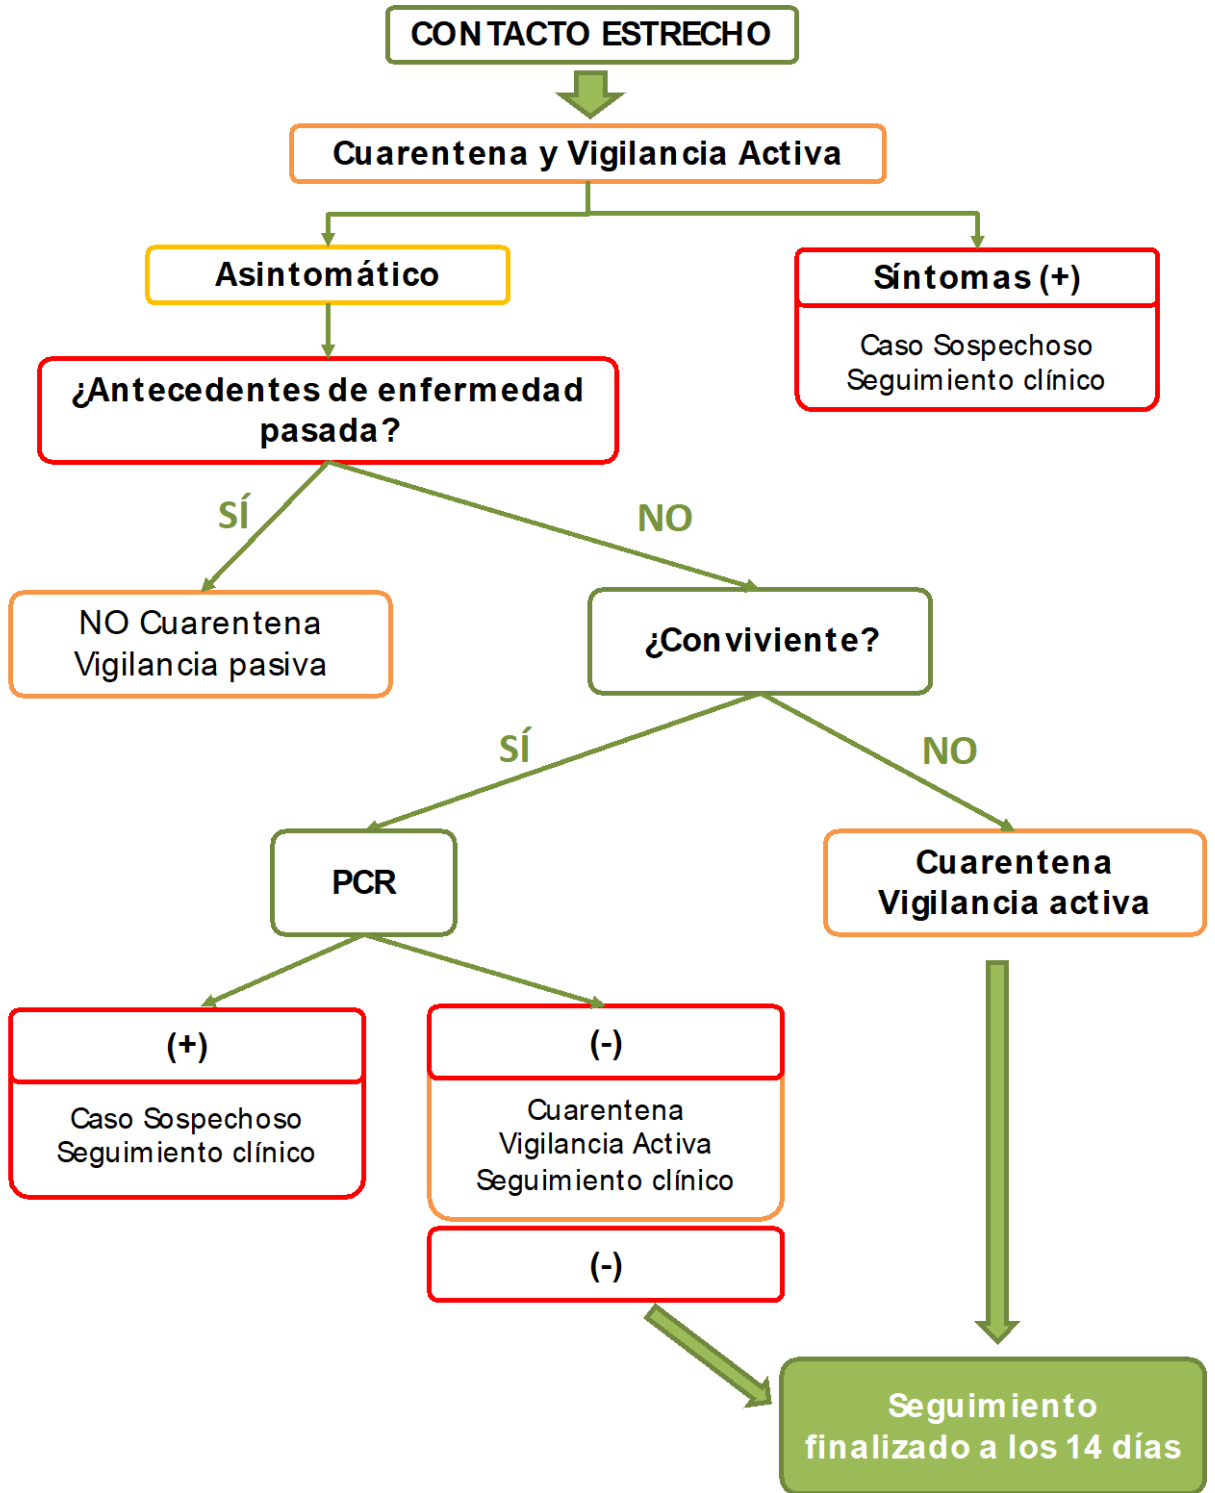 CONTACTO ESTRECHO
Cuarentena y Vigilancia Activa
Asintomático
Síntomas (+)
Caso Sospechoso
Seguimiento clínico
¿Antecedentes de enfermedad
pasada?
SÍ
NO
NO Cuarentena
Vigilancia pasiva
¿Conviviente?
SÍ
NO
PCR
Cuarentena
Vigilancia activa
(+)
Caso Sospechoso
Seguimiento clínico
(-)
Cuarentena
Vigilancia Activa
Seguimiento clínico
(-)
Seguimiento
finalizado a los 14 días